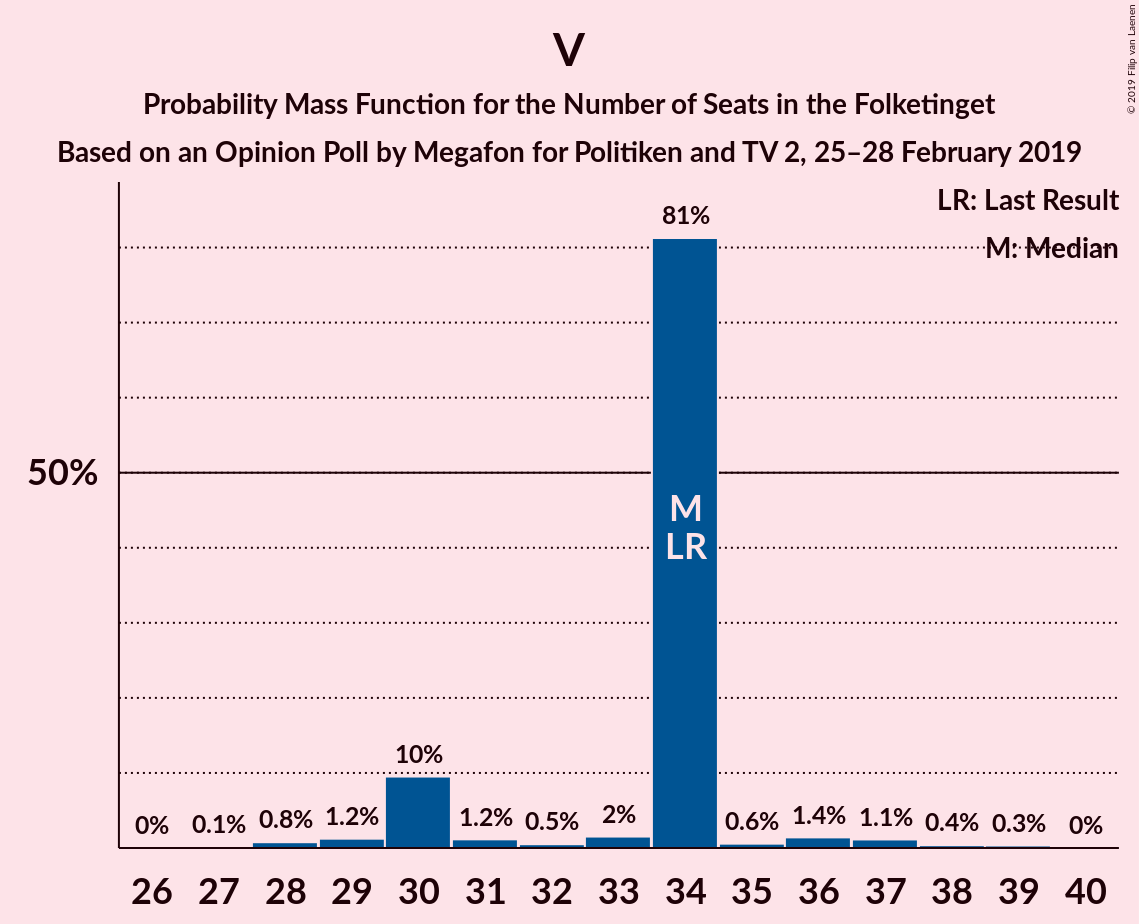 V
Probability Mass Function for the Number of Seats in the Folketinget
Based on an Opinion Poll by Megafon for Politiken and TV 2, 25–28 February 2019
© 2019 Filip van Laenen
LR: Last Result
M: Median
50%
0%
0.1%
0.8%
1.2%
10%
1.2%
0.5%
2%
81%
0.6%
1.4%
1.1%
0.4%
0.3%
0%
M
LR
26 27 28 29 30 31 32 33 34 35 36 37 38 39 40